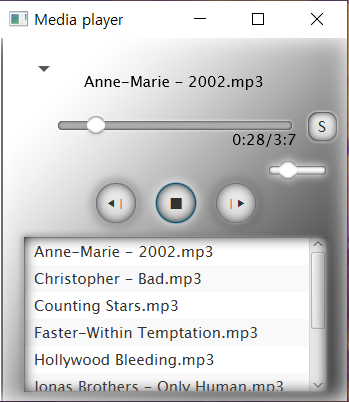 Media player
Anne-Marie - 2002.mp3
S
0:28/3:7
Anne-Marie - 2002.mp3
Christopher - Bad.mp3
Counting Stars.mp3
Faster-Within Temptation.mp3
Hollywood Bleeding.mp3
Jonas Brothers - Only Human.mp3